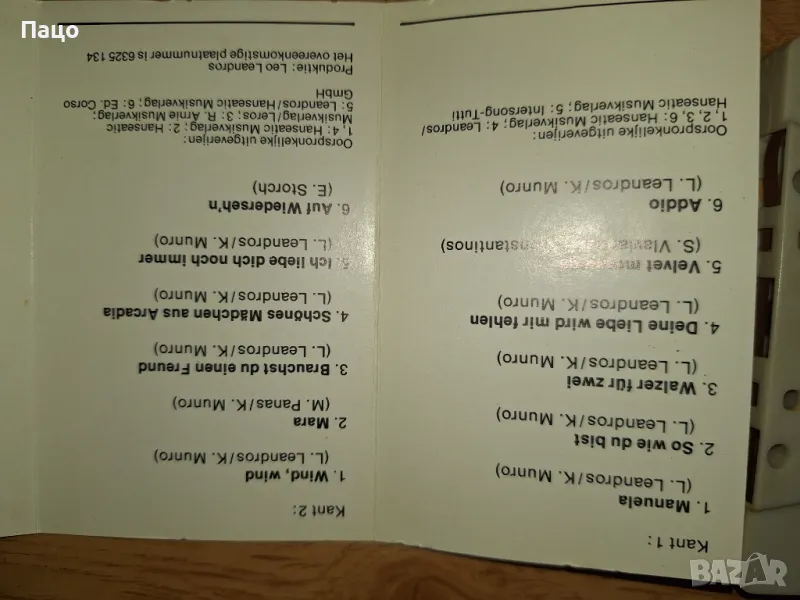 Kant 1:
1. Manuela
(L. Leandros/K. Munro)
2. So wie du bist
(L. Leandros/K. Munro)
3. Walzer für zwei
(L. Leandros/K. Munro)
4. Deine Liebe wird mir fehlen
(L. Leandros/K. Munro)
5. Velvet
(S.
6. Addio
(L. Leandros/K. Munro)
Oorspronkelijke uitgeverijen:
1, 2, 3, 6: Hanseatic Musikverlag; 4: Leandros/
Hanseatic Musikverlag; 5: Intersong-Tutti
Kant 2:
1. Wind, wind
(L. Leandros/K. Munro)
2. Mara
(M. Panas/K. Munro)
3. Brauchst du einen Freund
(L. Leandros/K. Munro)
4. Schönes Mädchen aus Arcadia
(L. Leandros/K. Munro)
5. Ich liebe dich noch immer
(L. Leandros/K. Munro)
6. Auf Wiederseh'n
(E. Storch)
Oorspronkelijke uitgeverijen:
1, 4: Hanseatic Musikverlag; 2: Hanseatic
Musikverlag/Leros; 3: R. Arnie Musikverlag;
5: Leandros/Hanseatic Musikverlag; 6: Ed. Corso
GmbH
Produktie: Leo Leandros
Het overeenkomstige plaatnummer is 6325 134
Пацо
BAZAR